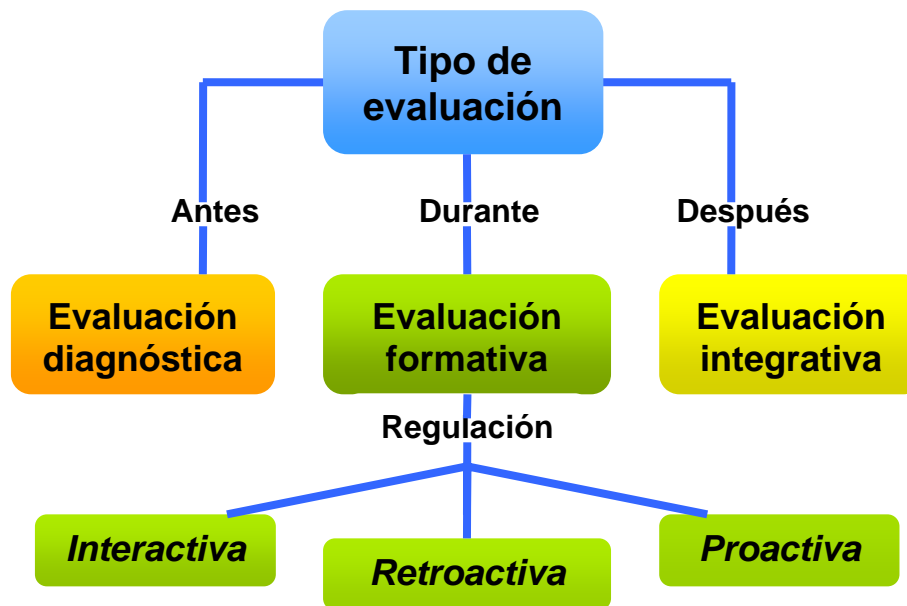 Tipo de
evaluación
Antes
Durante
Después
Evaluación
diagnóstica
Evaluación
formativa
Evaluación
integrativa
Regulación
Interactiva
Retroactiva
Proactiva